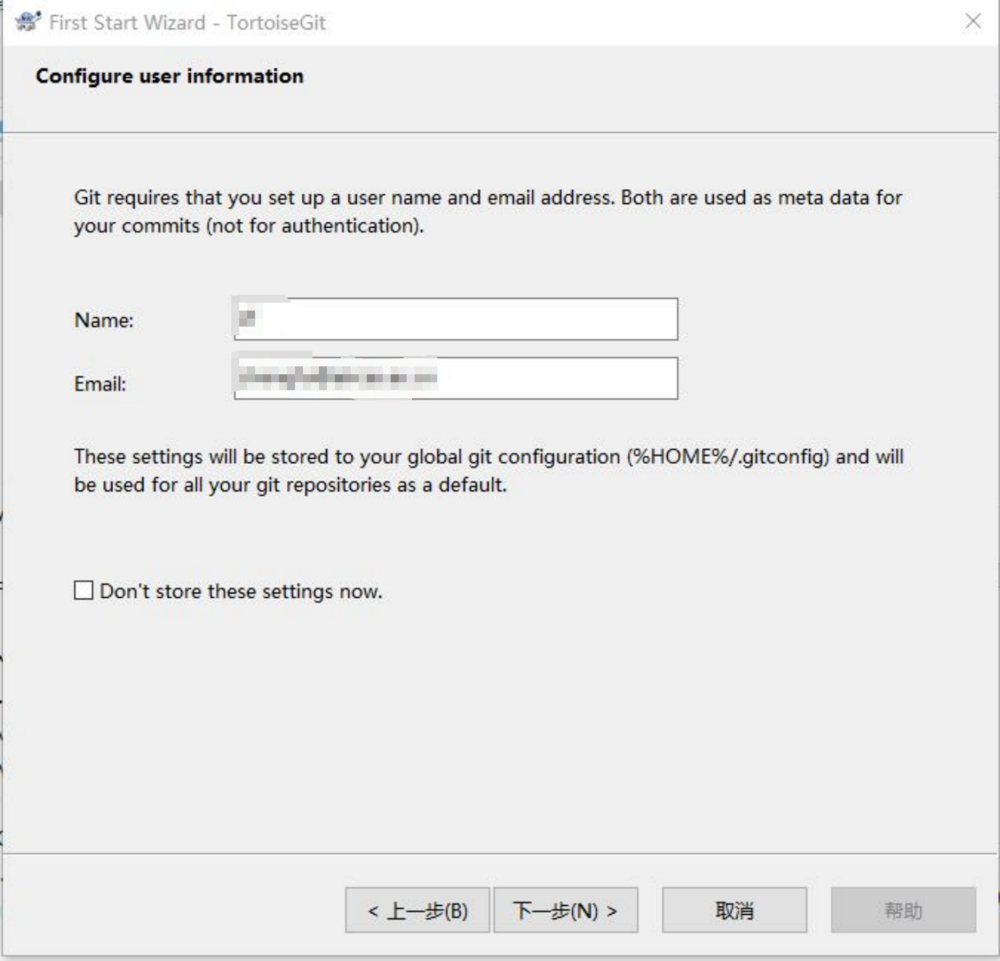 First Start Wizard - TortoiseGit
Configure user information
Git requires that you set up a user name and email address. Both are used as meta data for
your commits (not for authentication).
Name:
Email:
These settings will be stored to your global git configuration (%HOME%/.gitconfig) and will
be used for all your git repositories as a default.
Don't store these settings now.
< 上一步(B) 下一步(N) > 取消 帮助